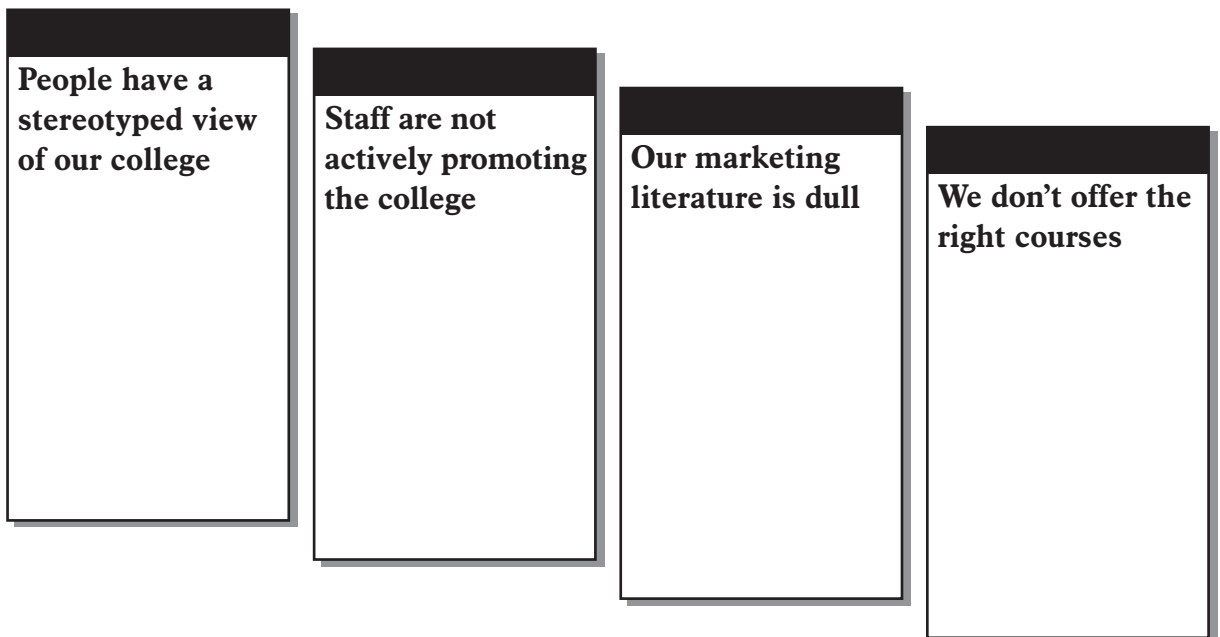 People have a
stereotyped view
of our college
Staff are not
actively promoting
the college
Our marketing
literature is dull
We don’t offer the
right courses